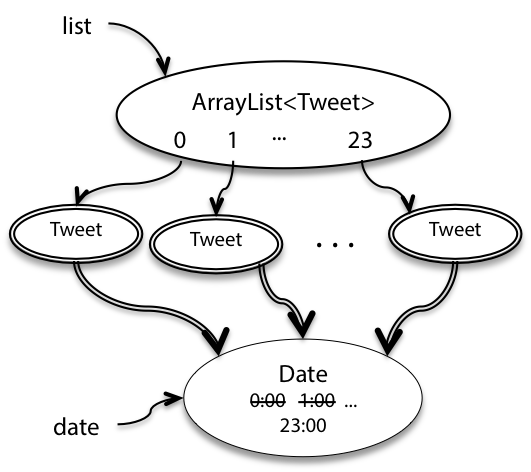 list
ArrayList<Tweet>
0 1 ... 23
Tweet Tweet ... Tweet
Date
0:00 1:00 ...
23:00
date